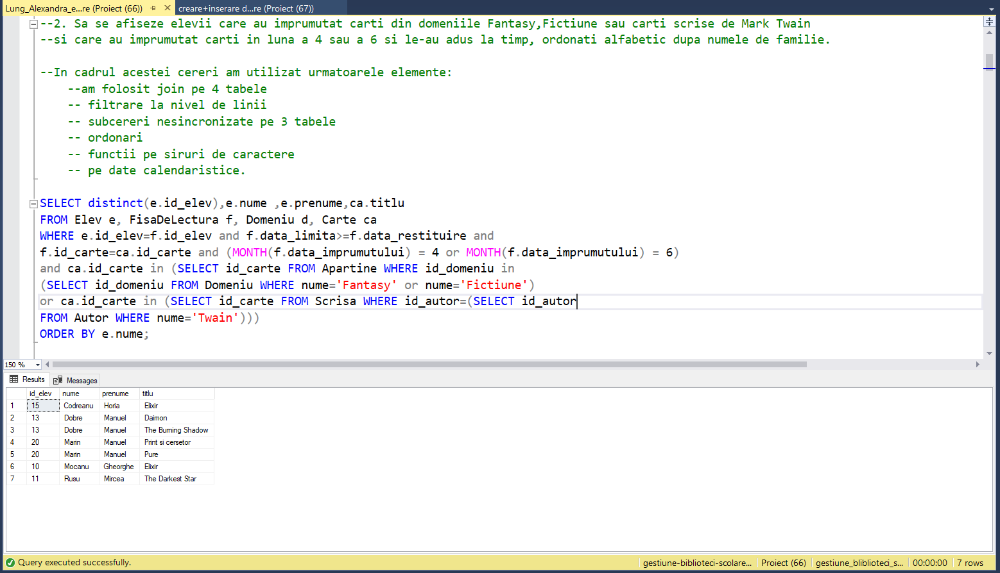 Lung_Alexandra_e...re (Proiect (66))
creare+inserare d...re (Proiect (67))
--2. Sa se afiseze elevii care au imprumutat carti din domeniile Fantasy,Fictiune sau carti scrise de Mark Twain
--si care au imprumutat carti in luna a 4 sau a 6 si le-au adus la timp, ordonati alfabetic dupa numele de familie.
--In cadrul acestei cereri am utilizat urmatoarele elemente:
--am folosit join pe 4 tabele
-- filtrare la nivel de linii
-- subcereri nesincronizate pe 3 tabele
-- ordonari
-- functii pe siruri de caractere
-- pe date calendaristice.
SELECT distinct(e.id_elev),e.nume ,e.prenume,ca.titlu
FROM Elev e, FisaDeLectura f, Domeniu d, Carte ca
WHERE e.id_elev=f.id_elev and f.data_limita>=f.data_restituire and
f.id_carte=ca.id_carte and (MONTH(f.data_imprumutului) = 4 or MONTH(f.data_imprumutului) = 6)
and ca.id_carte in (SELECT id_carte FROM Apartine WHERE id_domeniu in
(SELECT id_domeniu FROM Domeniu WHERE nume='Fantasy' or nume='Fictiune')
or ca.id_carte in (SELECT id_carte FROM Scrisa WHERE id_autor=(SELECT id_autor
FROM Autor WHERE nume='Twain')))
ORDER BY e.nume;
150 %
Results Messages
id_elev nume prenume titlu
1 15 Codreanu Horia Elixir
2 13 Dobre Manuel Daimon
3 13 Dobre Manuel The Burning Shadow
4 20 Marin Manuel Print si cersetor
5 20 Marin Manuel Pure
6 10 Mocanu Gheorghe Elixir
7 11 Rusu Mircea The Darkest Star
Query executed successfully.
gestiune-biblioteci-scolare... Proiect (66) gestiune_bliblioteci_s... 00:00:00 7 rows